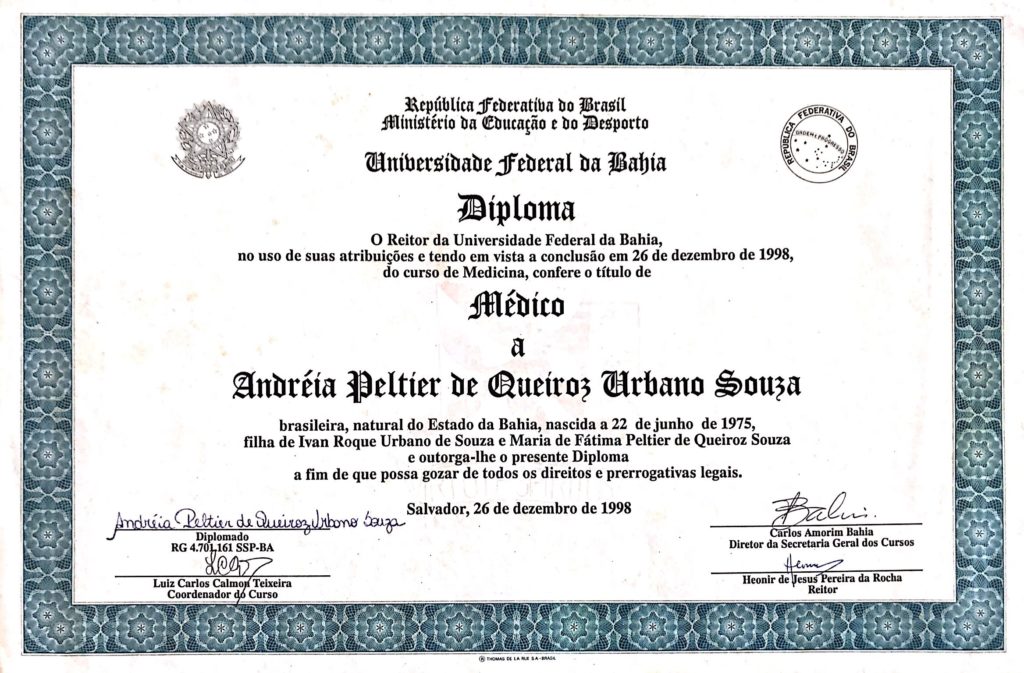 República Federativa do Brasil
Ministério da Educação e do Desporto
Universidade Federal da Bahia
REPÚBLICA FEDERATIVA DO BRASIL
ORDEM E PROGRESSO
Diploma
O Reitor da Universidade Federal da Bahia,
no uso de suas atribuições e tendo em vista a conclusão em 26 de dezembro de 1998,
do curso de Medicina, confere o título de
Médico
a
Andréia Peltier de Queiroz Urbano Souza
brasileira, natural do Estado da Bahia, nascida a 22 de junho de 1975,
filha de Ivan Roque Urbano de Souza e Maria de Fátima Peltier de Queiroz Souza
e outorga-lhe o presente Diploma
a fim de que possa gozar de todos os direitos e prerrogativas legais.
Salvador, 26 de dezembro de 1998
Andréia Peltier de Queiroz Urbano Souza
Diplomado
RG 4.701.161 SSP-BA
Luiz Carlos Calmon Teixeira
Coordenador do Curso
Carlos Amorim Bahia
Diretor da Secretaria Geral dos Cursos
Heonir de Jesus Pereira da Rocha
Reitor
THOMAS DE LA RUE S.A.-BRASIL